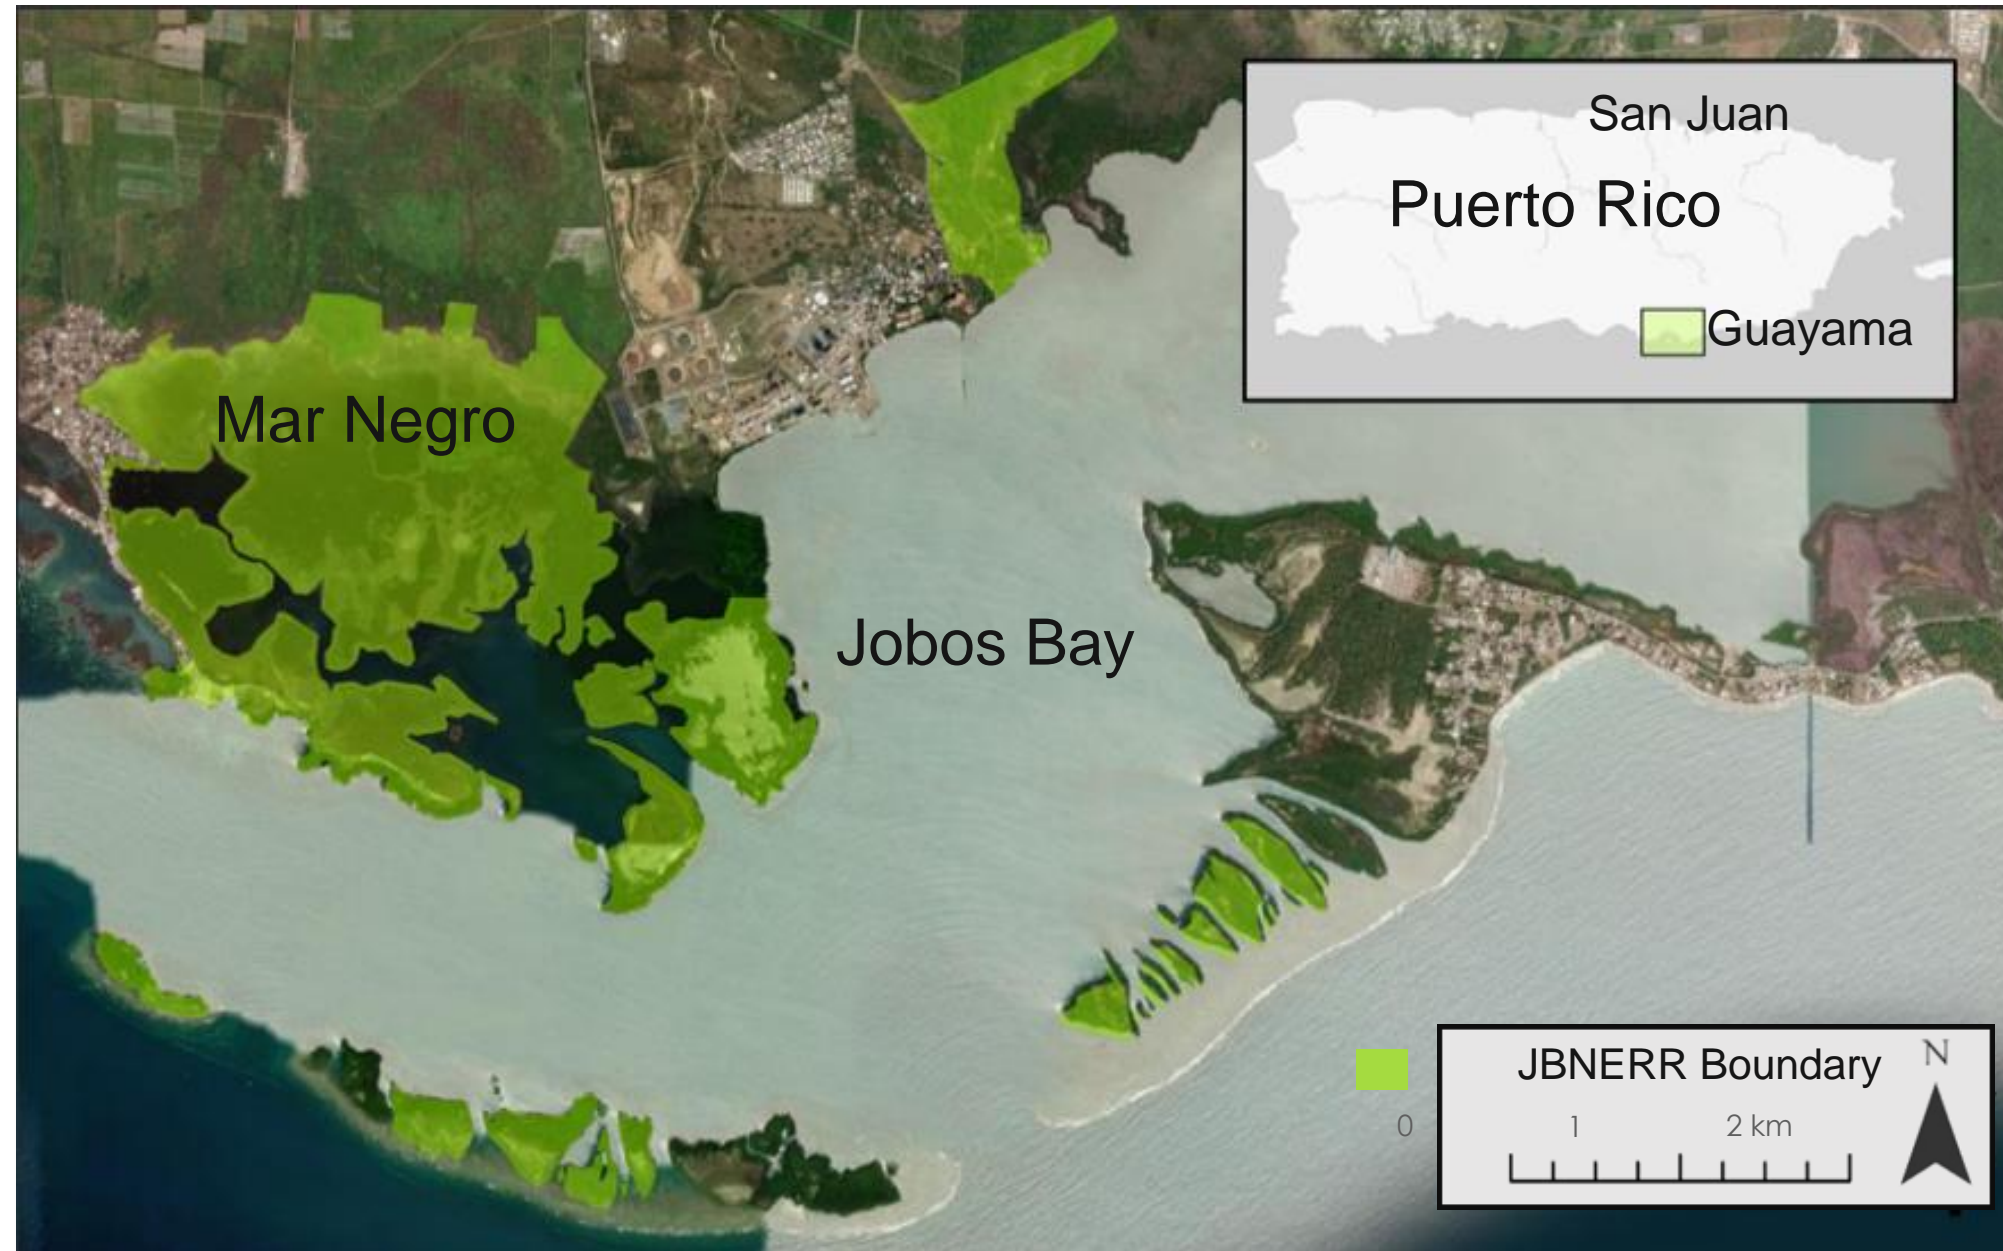 San Juan
Puerto Rico
Guayama
Mar Negro
Jobos Bay
JBNERR Boundary
N
0 1 2 km